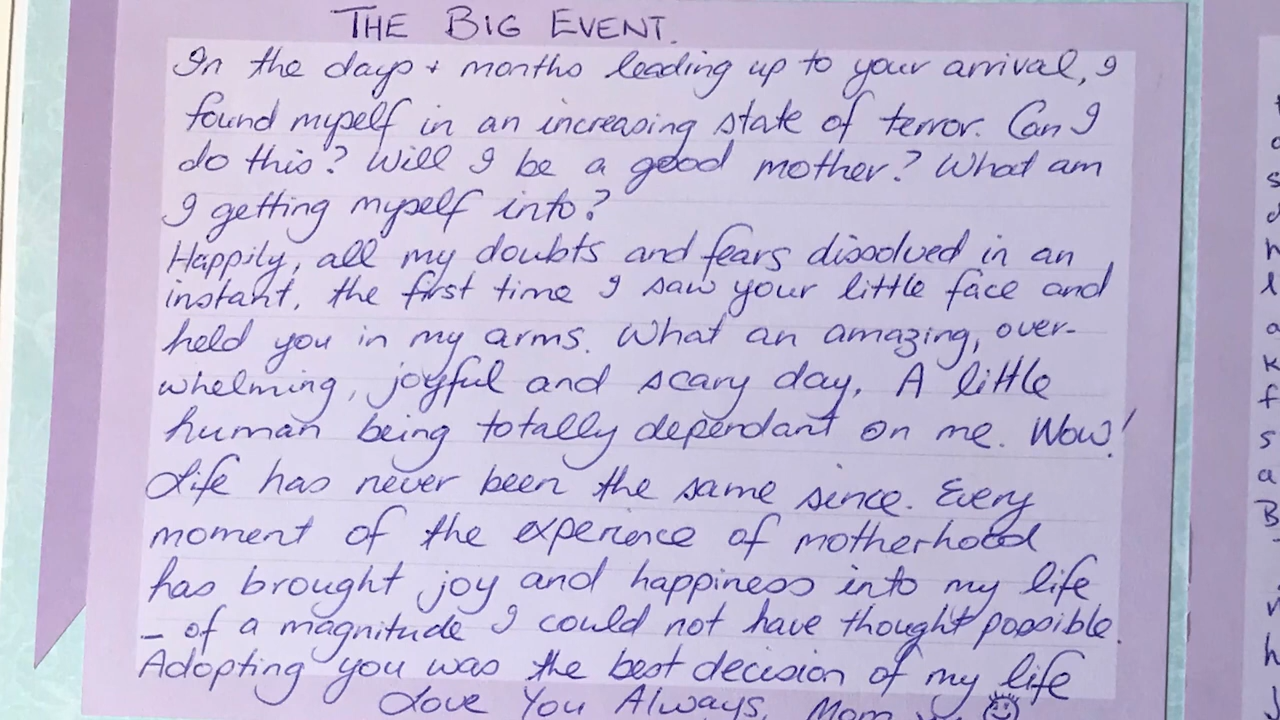 THE BIG EVENT.
In the days + months leading up to your arrival, I
found myself in an increasing state of terror. Can I
do this? Will I be a good mother? What am
I getting myself into?
Happily, all my doubts and fears dissolved in an
instant, the first time I saw your little face and
held you in my arms. What an amazing, over-
whelming, joyful and scary day. A little
human being totally dependant on me. Wow!
Life has never been the same since. Every
moment of the experience of motherhood
has brought joy and happiness into my life
– of a magnitude I could not have thought possible.
Adopting you was the best decision of my life
Love You Always, Mom